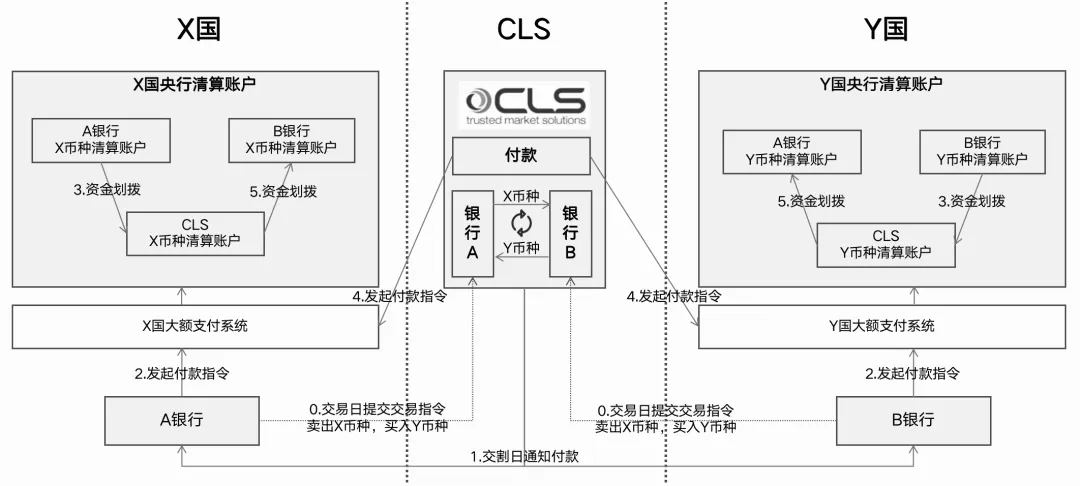 X国
CLS
Y国
X国央行清算账户
A银行
X币种清算账户
B银行
X币种清算账户
3.资金划拨
5.资金划拨
CLS
X币种清算账户
X国大额支付系统
2.发起付款指令
A银行
CLS
trusted market solutions
付款
银行A
X币种
Y币种
银行B
4.发起付款指令
4.发起付款指令
0.交易日提交交易指令
卖出X币种，买入Y币种
0.交易日提交交易指令
卖出X币种，买入Y币种
1.交割日通知付款
Y国央行清算账户
A银行
Y币种清算账户
B银行
Y币种清算账户
5.资金划拨
3.资金划拨
CLS
Y币种清算账户
Y国大额支付系统
2.发起付款指令
B银行